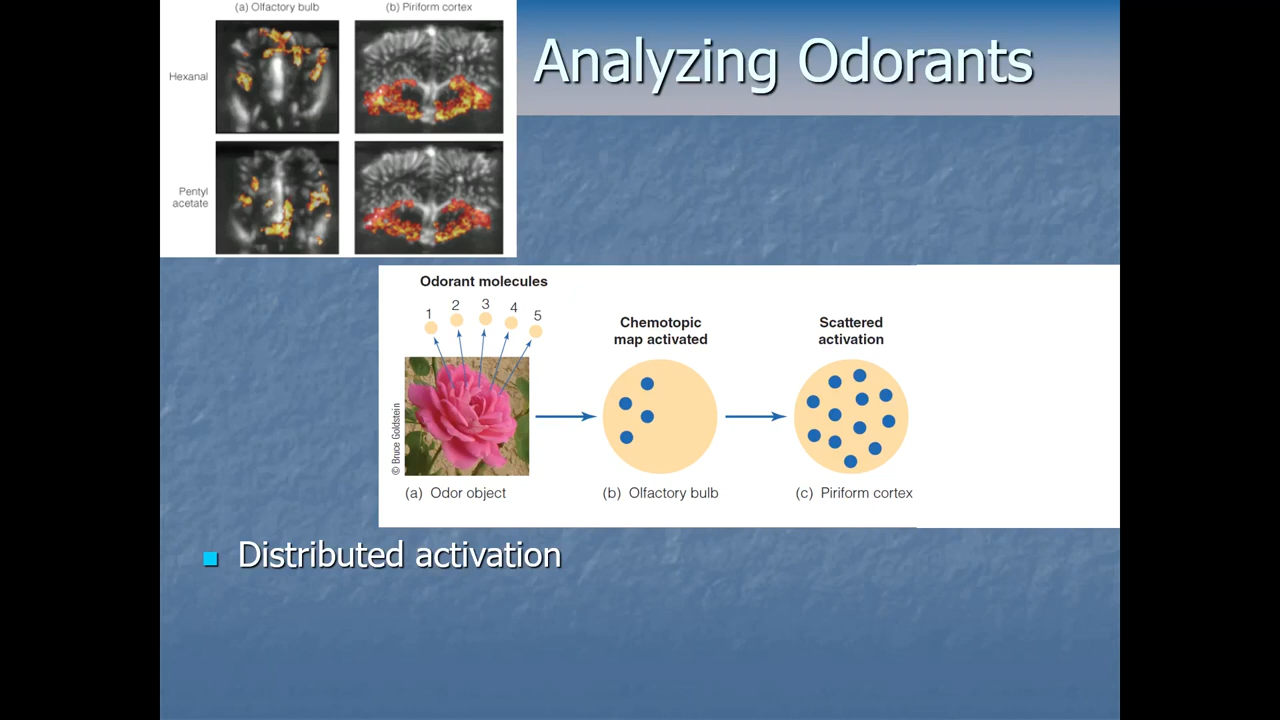 (a) Olfactory bulb
(b) Piriform cortex
Hexanal
Pentyl
acetate
Analyzing Odorants
Odorant molecules
1 2 3 4 5
Chemotopic
map activated
Scattered
activation
© Bruce Goldstein
(a) Odor object
(b) Olfactory bulb
(c) Piriform cortex
Distributed activation